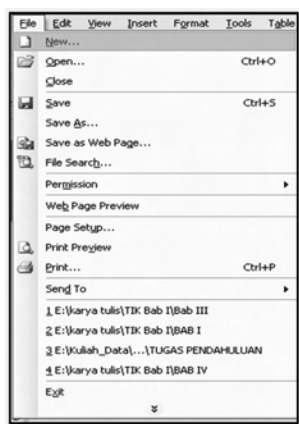 File Edit View Insert Format Tools Table
New...
Open... Ctrl+O
Close
Save Ctrl+S
Save As...
Save as Web Page...
File Search...
Permission
Web Page Preview
Page Setup...
Print Preview
Print... Ctrl+P
Send To
1 E:\karya tulis\TIK Bab I\Bab III
2 E:\karya tulis\TIK Bab I\BAB I
3 E:\Kuliah_Data\...\TUGAS PENDAHULUAN
4 E:\karya tulis\TIK Bab I\BAB IV
Exit